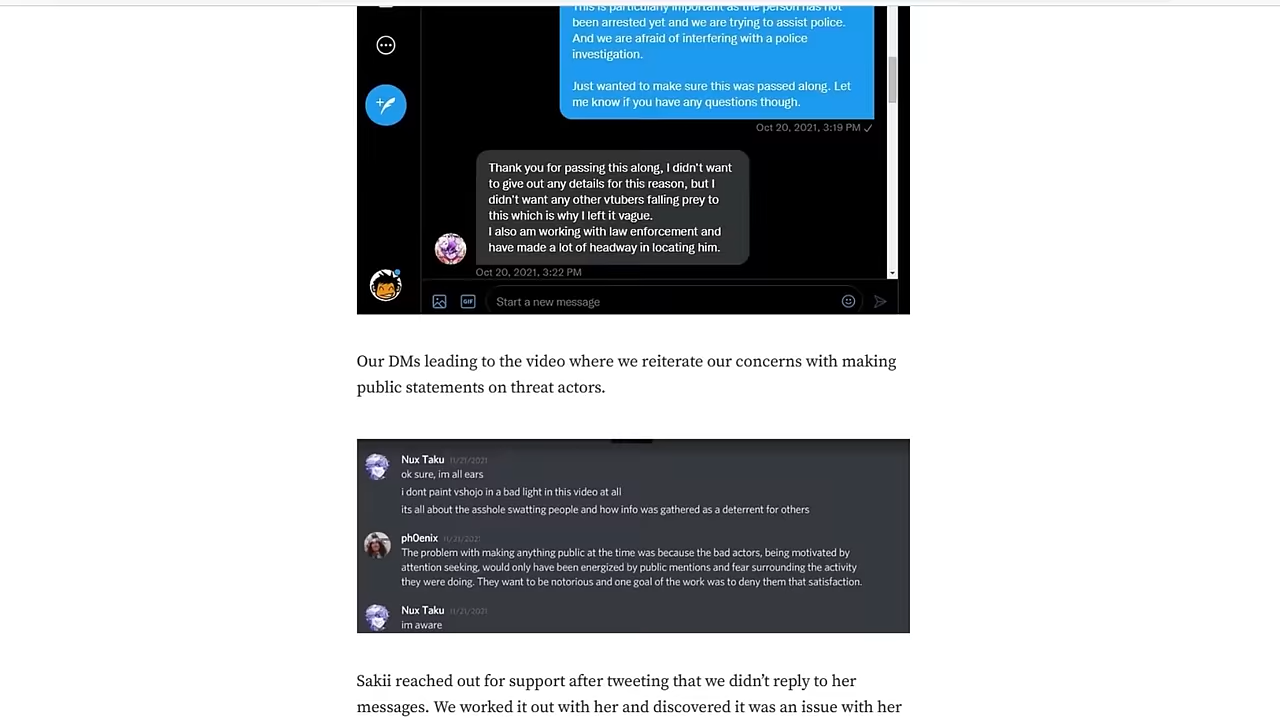 This is particularly important as the person has not
been arrested yet and we are trying to assist police.
And we are afraid of interfering with a police
investigation.
Just wanted to make sure this was passed along. Let
me know if you have any questions though.
Oct 20, 2021, 3:19 PM
Thank you for passing this along, I didn't want
to give out any details for this reason, but I
didn't want any other vtubers falling prey to
this which is why I left it vague.
I also am working with law enforcement and
have made a lot of headway in locating him.
Oct 20, 2021, 3:22 PM
GIF
Start a new message
Our DMs leading to the video where we reiterate our concerns with making
public statements on threat actors.
Nux Taku 11/21/2021
ok sure, im all ears
i dont paint vshojo in a bad light in this video at all
its all about the asshole swatting people and how info was gathered as a deterrent for others
ph0enix 11/21/2021
The problem with making anything public at the time was because the bad actors, being motivated by
attention seeking, would only have been energized by public mentions and fear surrounding the activity
they were doing. They want to be notorious and one goal of the work was to deny them that satisfaction.
Nux Taku 11/21/2021
im aware
Sakii reached out for support after tweeting that we didn’t reply to her
messages. We worked it out with her and discovered it was an issue with her